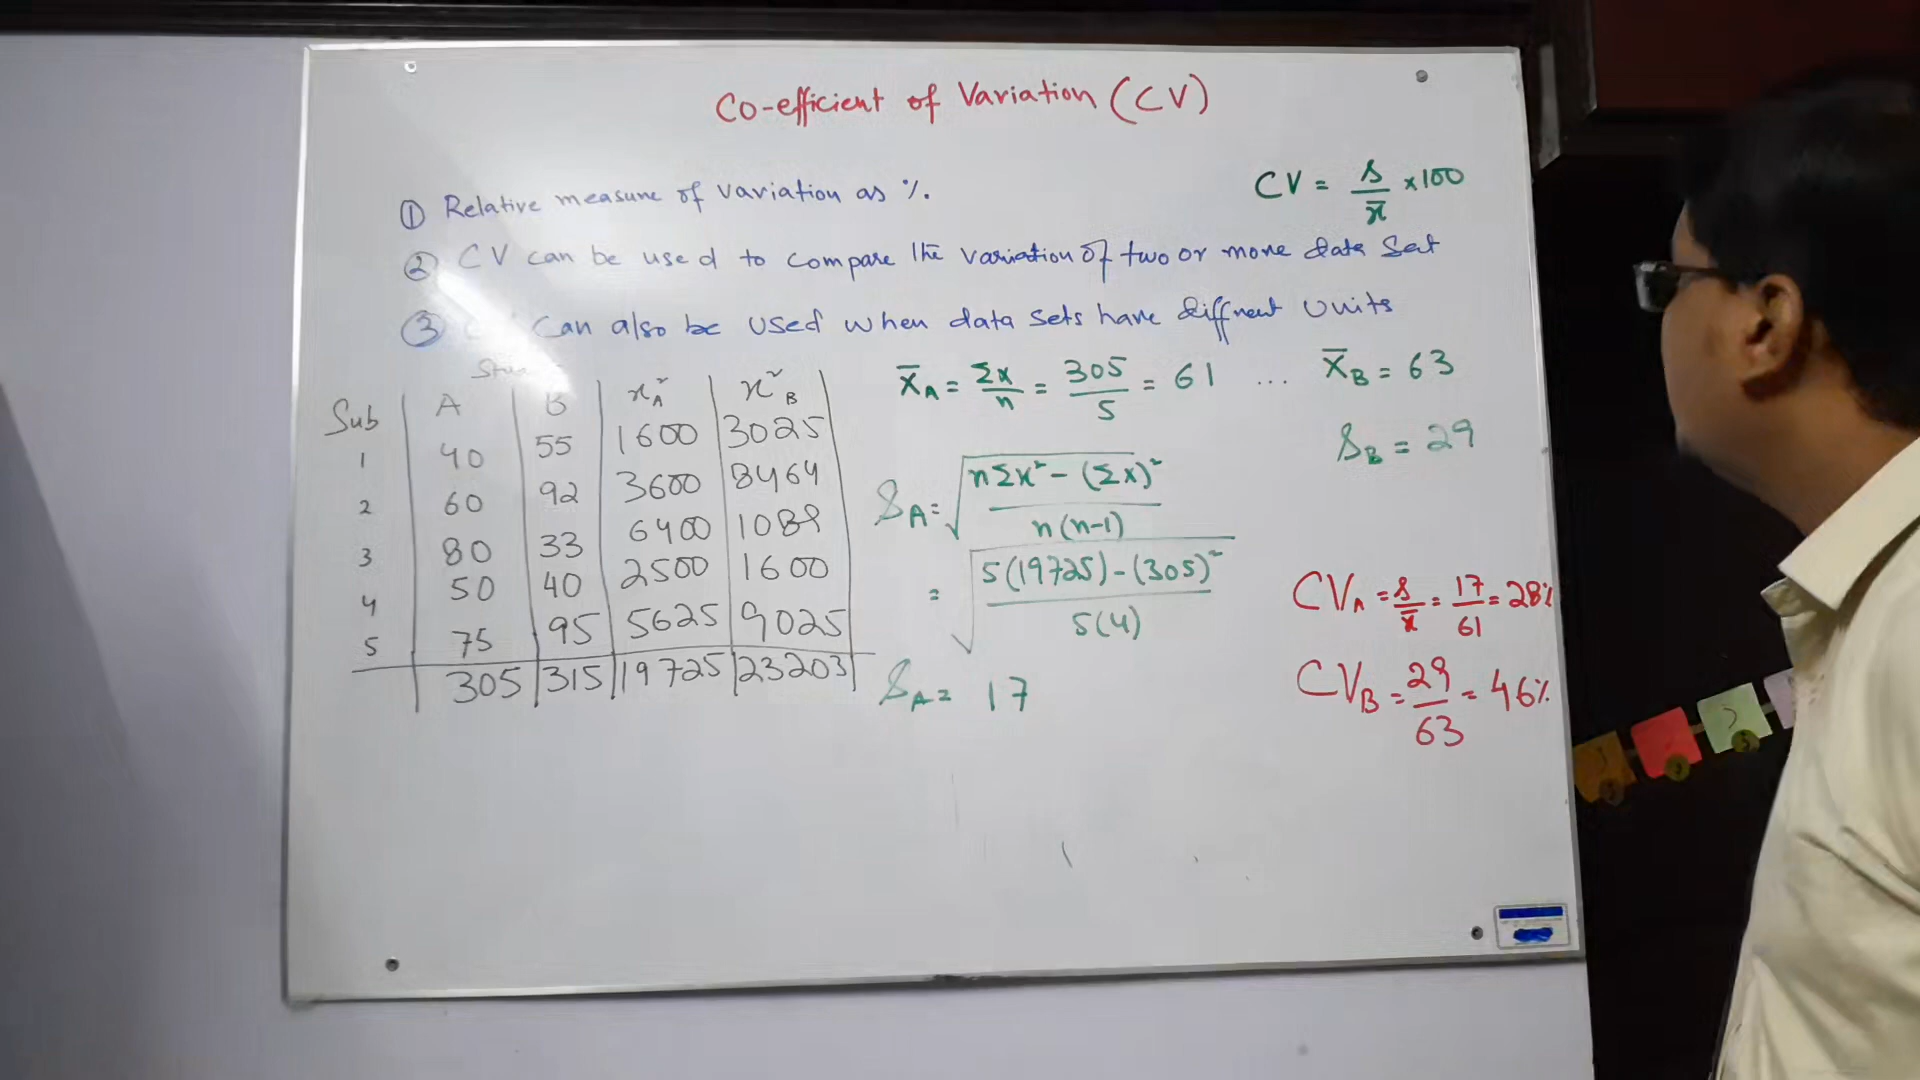 Co-efficient of Variation (CV)
CV = s/x̄ ×100
① Relative measure of variation as %.
② CV can be used to compare the variation of two or more data set
③ can also be used when data sets have diffrent units
Sub A B x²A x²B
1 40 55 1600 3025
2 60 92 3600 8464
3 80 33 6400 1089
4 50 40 2500 1600
5 75 95 5625 9025
305 315 19725 23203
X̄A = Σx/n = 305/5 = 61 ... X̄B = 63
SB = 29
SA = √(nΣx² - (Σx)² / n(n-1))
= √(5(19725) - (305)² / 5(4))
SA = 17
CVA = s/x̄ = 17/61 = 28%
CVB = 29/63 = 46%